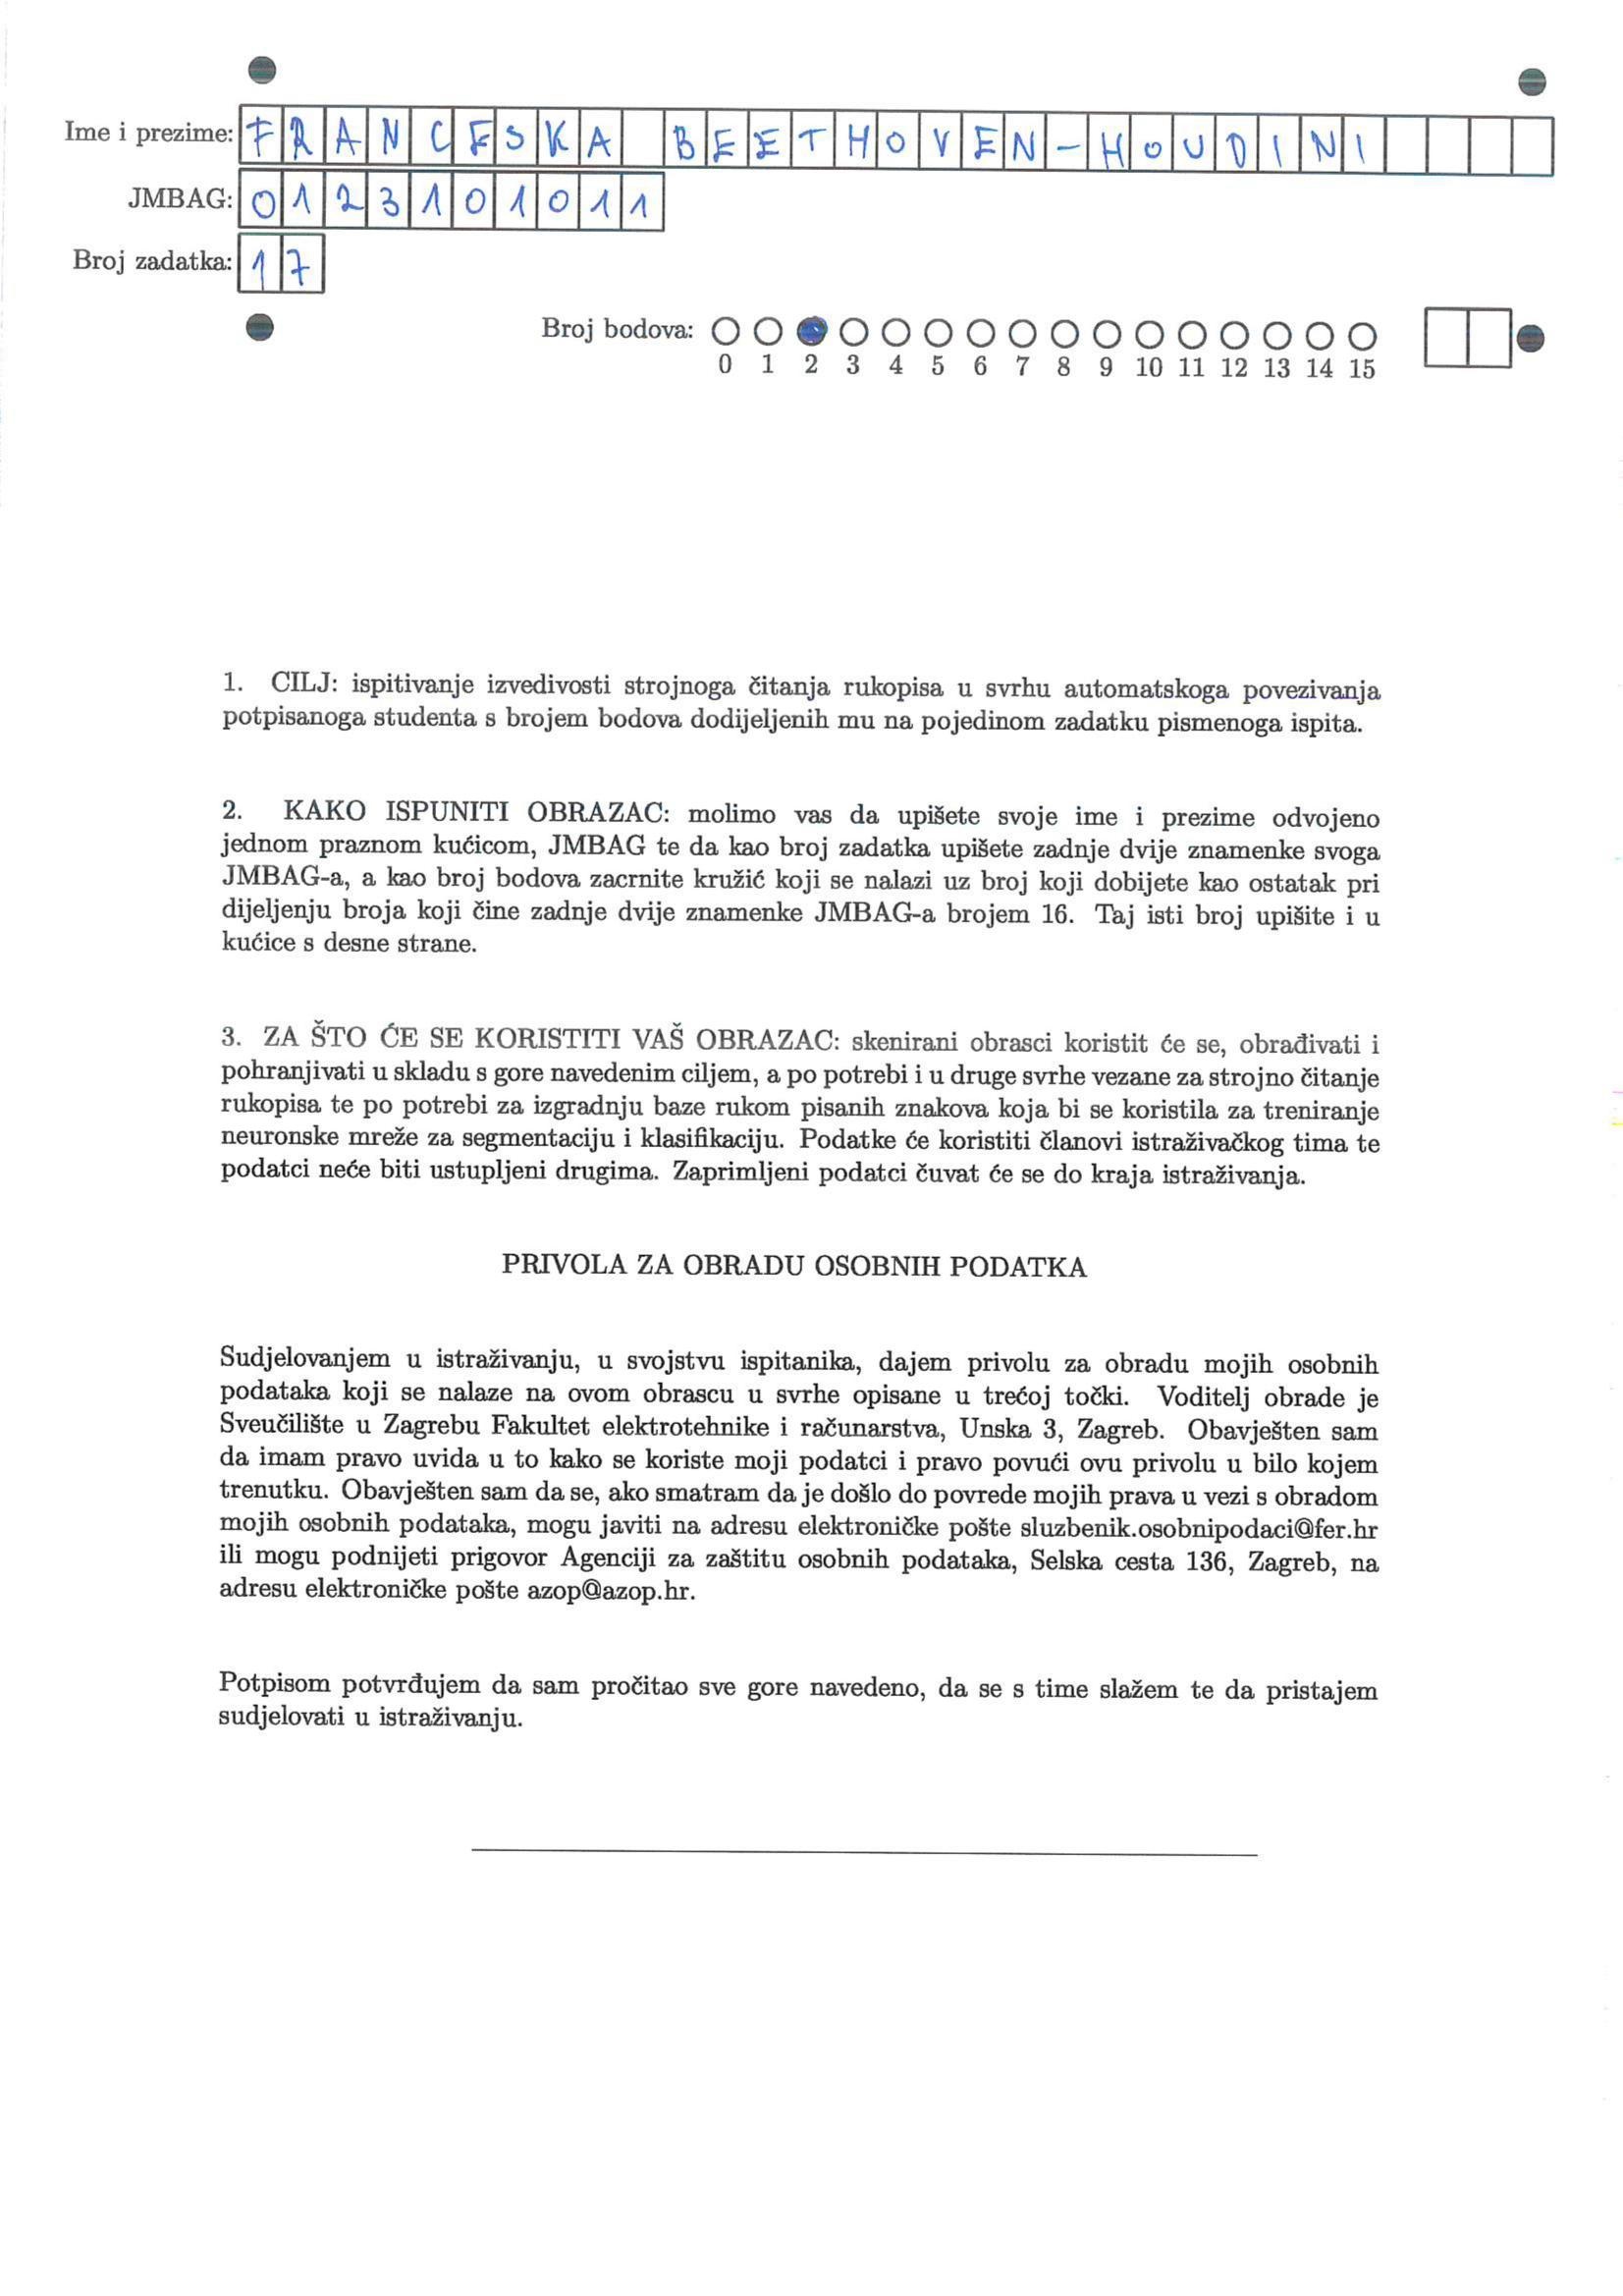 Ime i prezime: FRANCESKA BEETHOVEN-HOUDINI
JMBAG: 0123101011
Broj zadatka: 17
Broj bodova:
0 1 2 3 4 5 6 7 8 9 10 11 12 13 14 15
1. CILJ: ispitivanje izvedivosti strojnoga čitanja rukopisa u svrhu automatskoga povezivanja
potpisanoga studenta s brojem bodova dodijeljenih mu na pojedinom zadatku pismenoga ispita.
2. KAKO ISPUNITI OBRAZAC: molimo vas da upišete svoje ime i prezime odvojeno
jednom praznom kućicom, JMBAG te da kao broj zadatka upišete zadnje dvije znamenke svoga
JMBAG-a, a kao broj bodova zacrnite kružić koji se nalazi uz broj koji dobijete kao ostatak pri
dijeljenju broja koji čine zadnje dvije znamenke JMBAG-a brojem 16. Taj isti broj upišite i u
kućice s desne strane.
3. ZA ŠTO ĆE SE KORISTITI VAŠ OBRAZAC: skenirani obrasci koristit će se, obrađivati i
pohranjivati u skladu s gore navedenim ciljem, a po potrebi i u druge svrhe vezane za strojno čitanje
rukopisa te po potrebi za izgradnju baze rukom pisanih znakova koja bi se koristila za treniranje
neuronske mreže za segmentaciju i klasifikaciju. Podatke će koristiti članovi istraživačkog tima te
podatci neće biti ustupljeni drugima. Zaprimljeni podatci čuvat će se do kraja istraživanja.
PRIVOLA ZA OBRADU OSOBNIH PODATKA
Sudjelovanjem u istraživanju, u svojstvu ispitanika, dajem privolu za obradu mojih osobnih
podataka koji se nalaze na ovom obrascu u svrhe opisane u trećoj točki. Voditelj obrade je
Sveučilište u Zagrebu Fakultet elektrotehnike i računarstva, Unska 3, Zagreb. Obavješten sam
da imam pravo uvida u to kako se koriste moji podatci i pravo povući ovu privolu u bilo kojem
trenutku. Obavješten sam da se, ako smatram da je došlo do povrede mojih prava u vezi s obradom
mojih osobnih podataka, mogu javiti na adresu elektroničke pošte sluzbenik.osobnipodaci@fer.hr
ili mogu podnijeti prigovor Agenciji za zaštitu osobnih podataka, Selska cesta 136, Zagreb, na
adresu elektroničke pošte azop@azop.hr.
Potpisom potvrđujem da sam pročitao sve gore navedeno, da se s time slažem te da pristajem
sudjelovati u istraživanju.